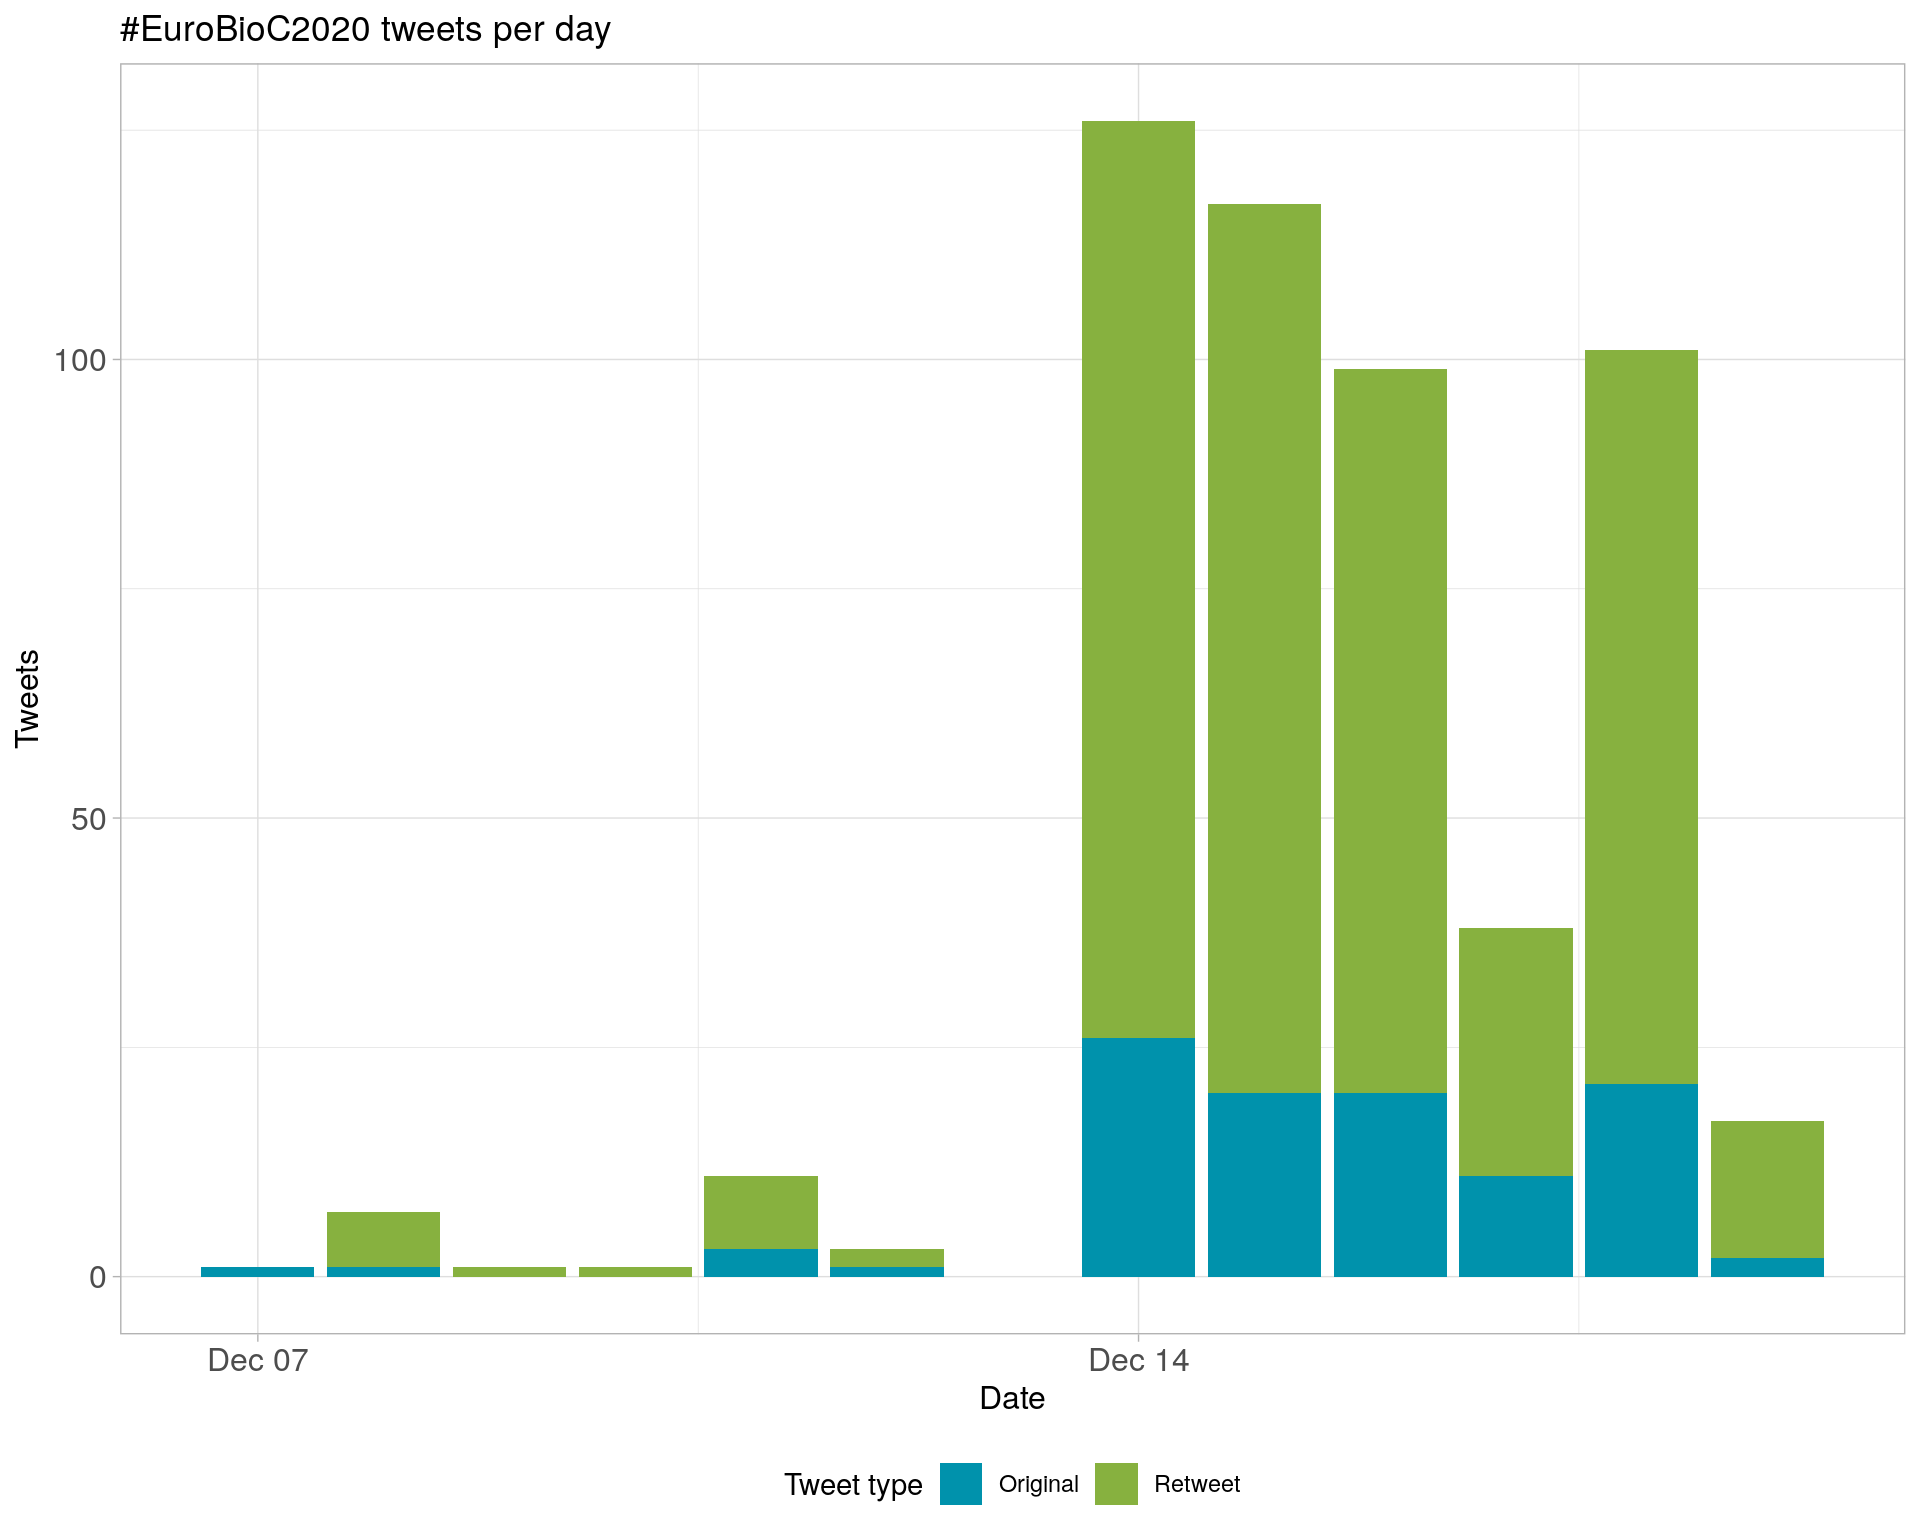 #EuroBioC2020 tweets per day
Tweets
100
50
0
Dec 07
Dec 14
Date
Tweet type
Original
Retweet